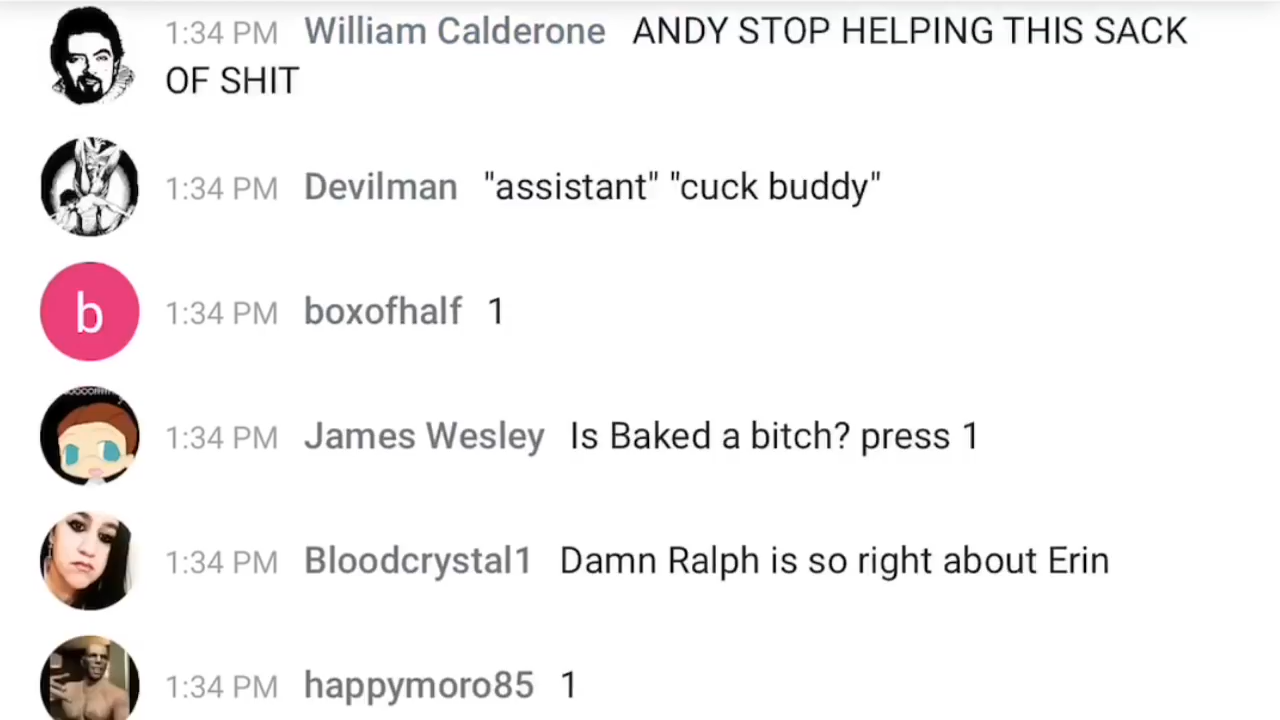 1:34 PM William Calderone ANDY STOP HELPING THIS SACK
OF SHIT
1:34 PM Devilman "assistant" "cuck buddy"
b
1:34 PM boxofhalf 1
1:34 PM James Wesley Is Baked a bitch? press 1
1:34 PM Bloodcrystal1 Damn Ralph is so right about Erin
1:34 PM happymoro85 1